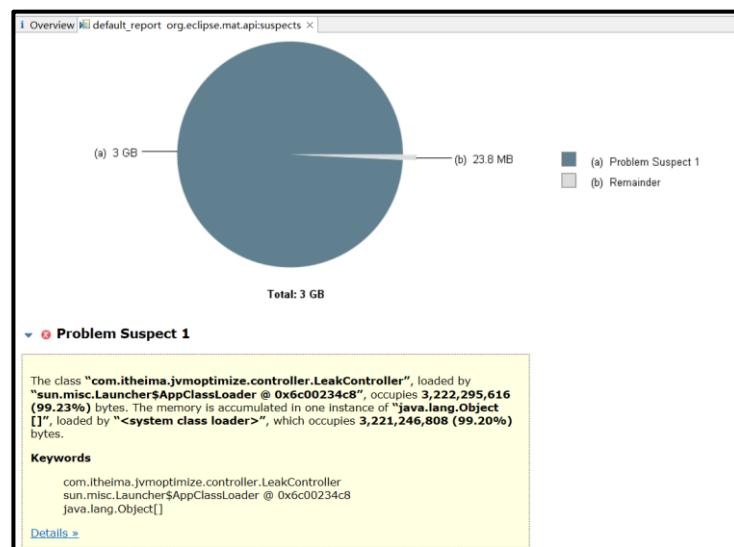 Overview default_report org.eclipse.mat.api:suspects
(a) 3 GB
(b) 23.8 MB
(a) Problem Suspect 1
(b) Remainder
Total: 3 GB
Problem Suspect 1
The class “com.itheima.jvmoptimize.controller.LeakController”, loaded by
“sun.misc.Launcher$AppClassLoader @ 0x6c00234c8”, occupies 3,222,295,616
(99.23%) bytes. The memory is accumulated in one instance of “java.lang.Object
[]”, loaded by “<system class loader>”, which occupies 3,221,246,808 (99.20%)
bytes.
Keywords
com.itheima.jvmoptimize.controller.LeakController
sun.misc.Launcher$AppClassLoader @ 0x6c00234c8
java.lang.Object[]
Details »